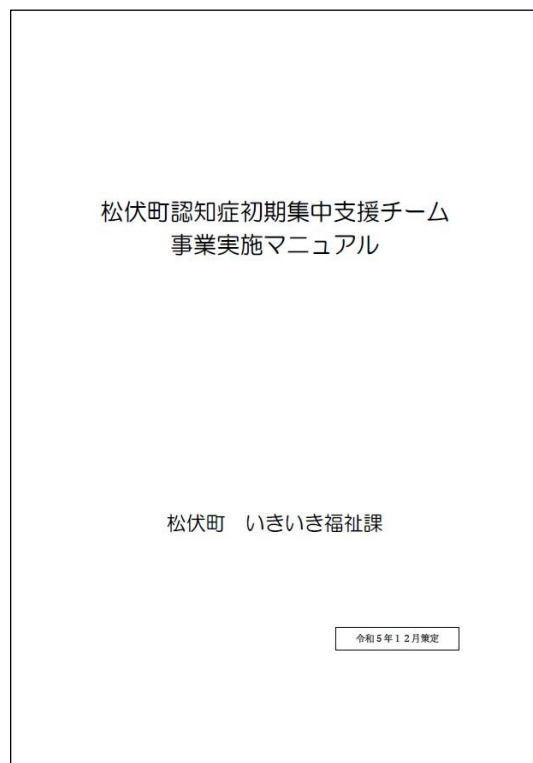 松伏町認知症初期集中支援チーム
事業実施マニュアル
松伏町　いきいき福祉課
令和5年12月策定